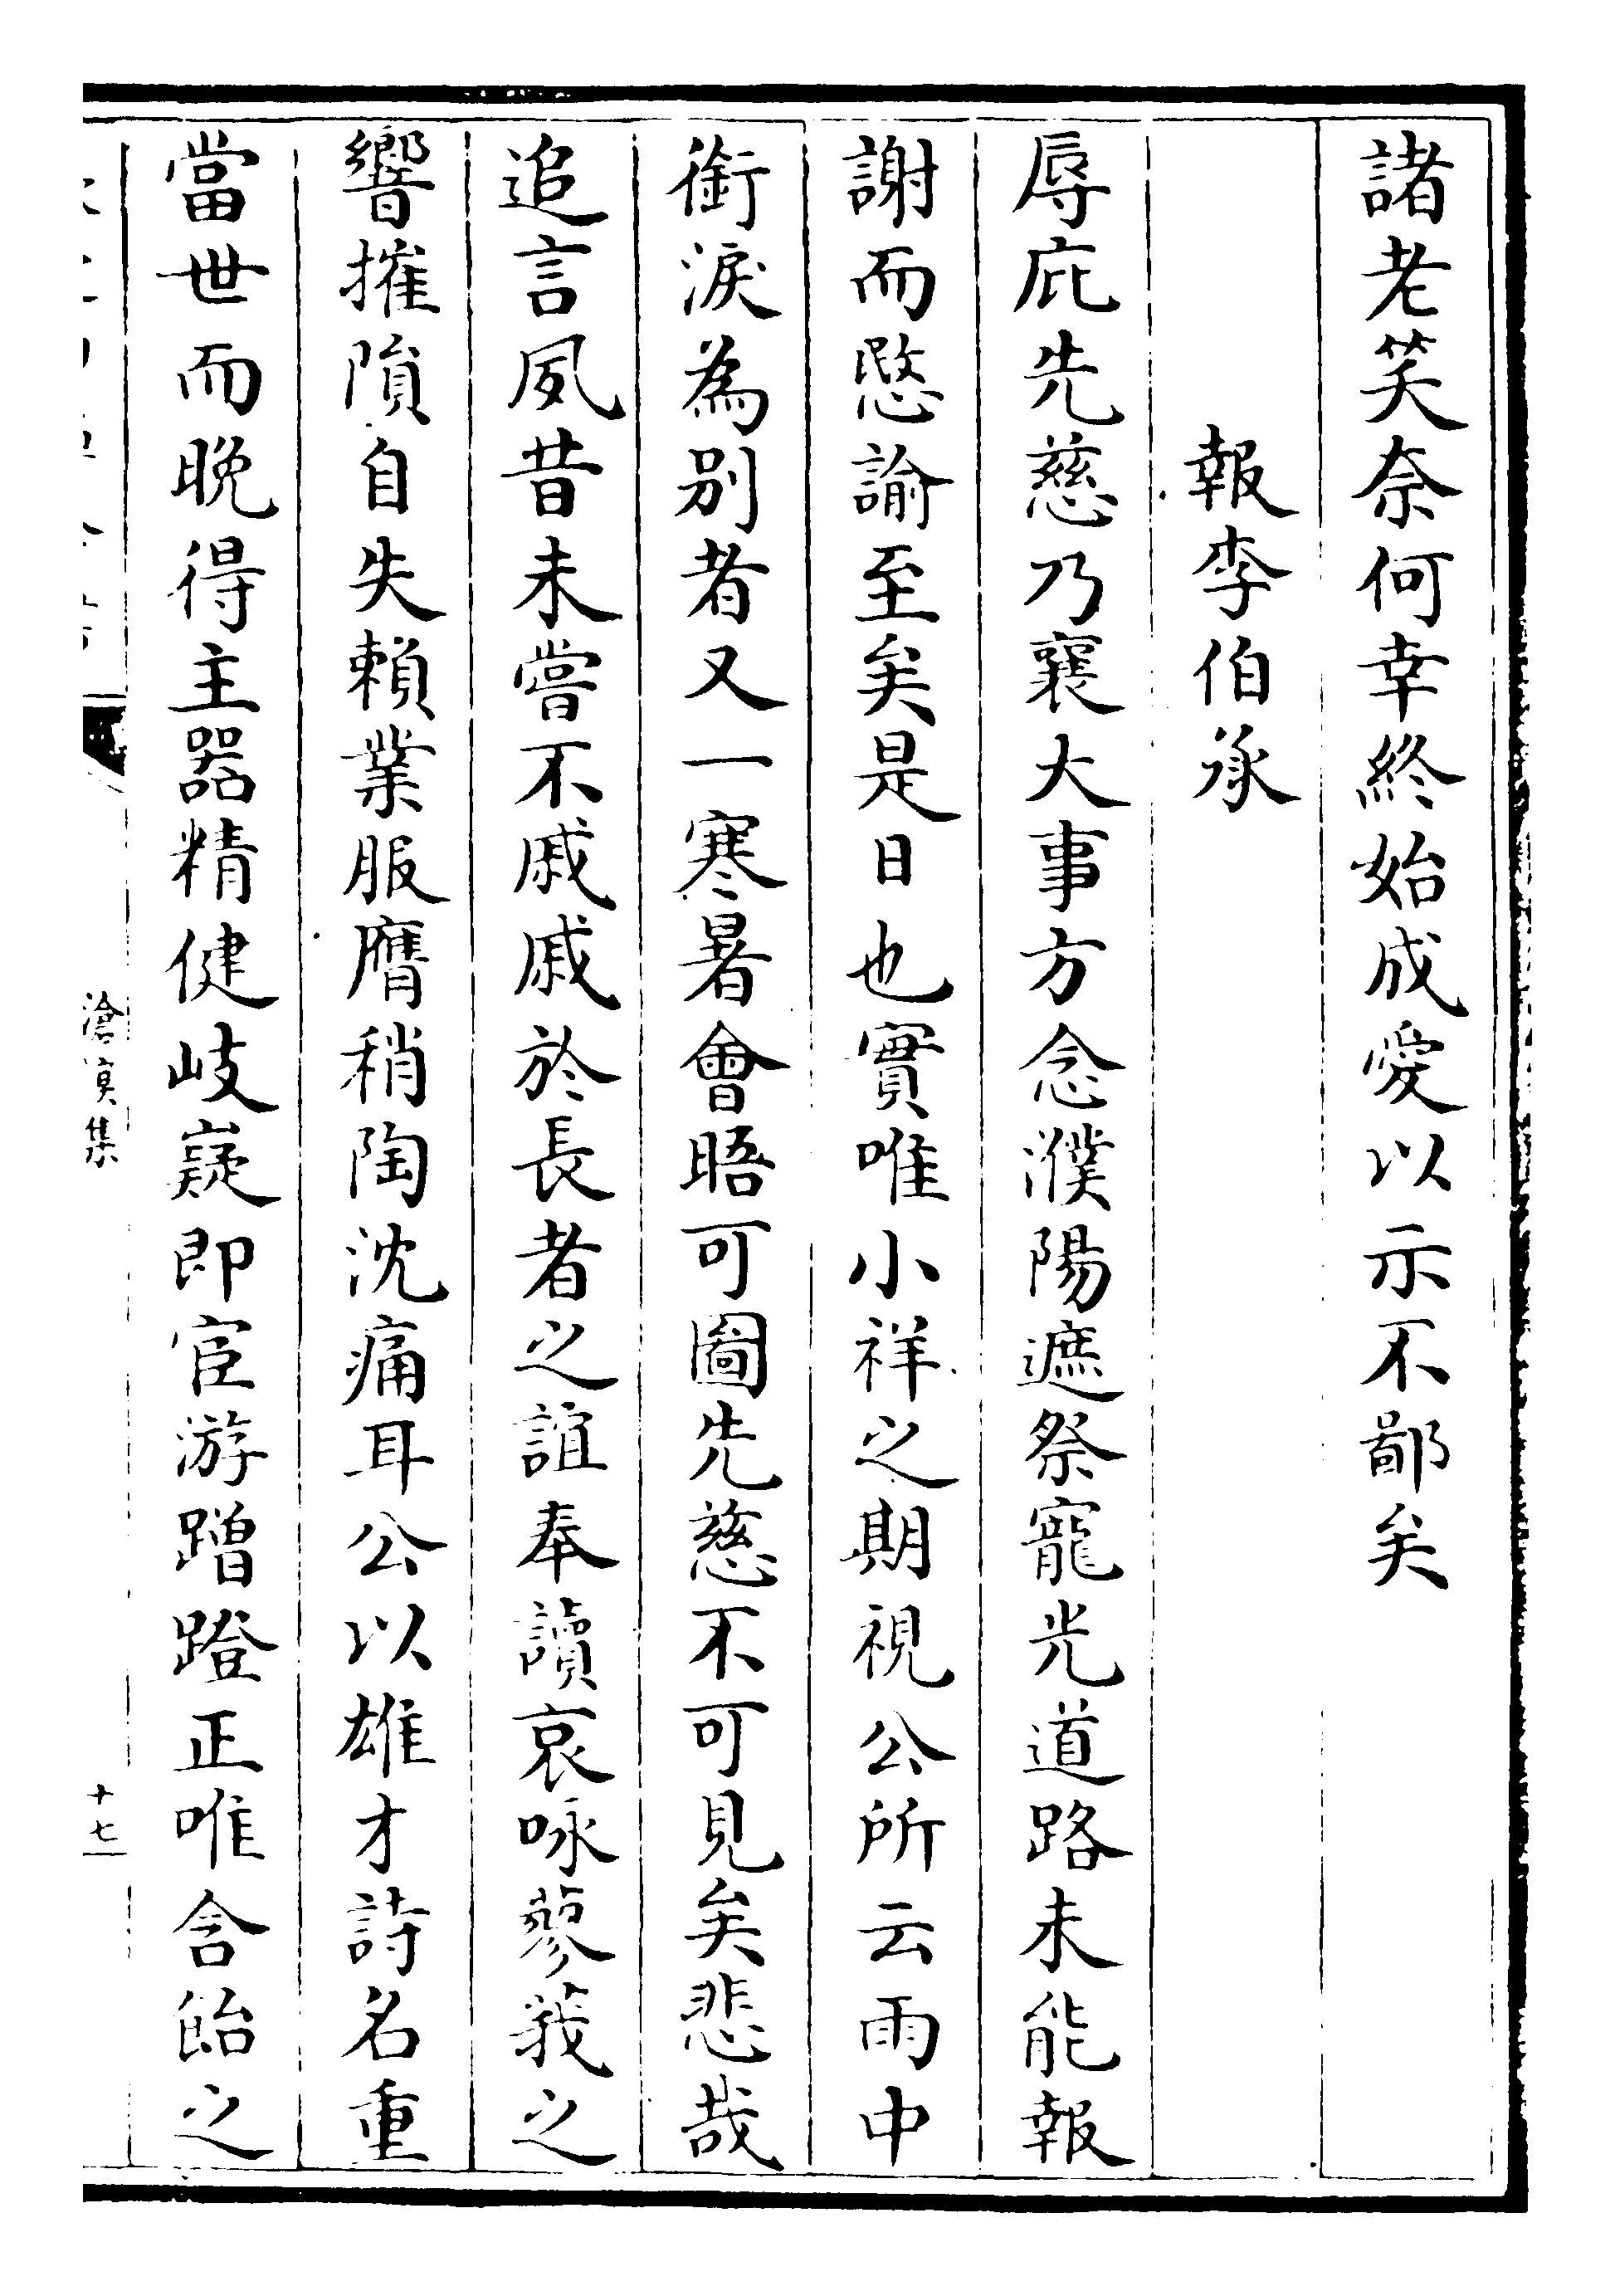 諸老笑奈何幸終始成愛以示不鄙矣
報李伯承
辱庇先慈乃襄大事方念濮陽遮祭寵光道路未能報
謝而愍諭至矣是日也實唯小祥之期視公所云雨中
銜淚為别者又一寒暑會晤可圖先慈不可見矣悲哉
追言夙昔未嘗不戚戚於長者之誼奉讀哀咏蓼莪之
響摧隕自失賴業服膺稍陶沈痛耳公以雄才詩名重
當世而晚得主器精健岐嶷即宦游蹭蹬正唯含飴之
滄溟集
十七